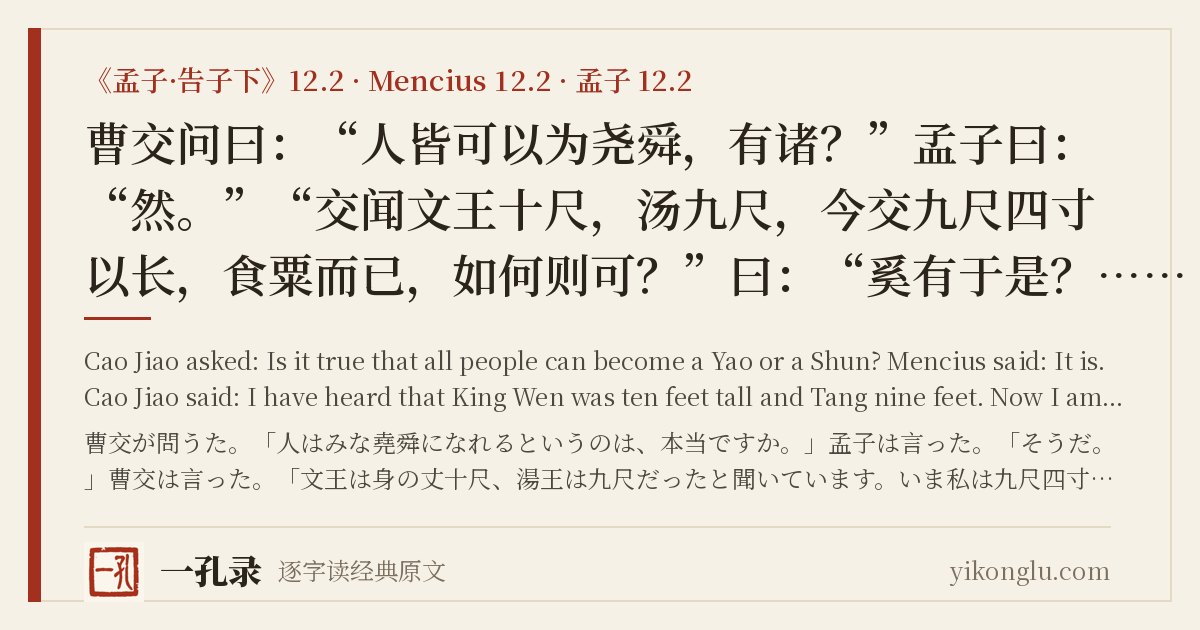 《孟子·告子下》12.2 · Mencius 12.2 · 孟子 12.2
曹交问曰：“人皆可以为尧舜，有诸？”孟子曰：
“然。”“交闻文王十尺，汤九尺，今交九尺四寸
以长，食粟而已，如何则可？”曰：“奚有于是？……
Cao Jiao asked: Is it true that all people can become a Yao or a Shun? Mencius said: It is.
Cao Jiao said: I have heard that King Wen was ten feet tall and Tang nine feet. Now I am…
曹交が問うた。「人はみな堯舜になれるというのは、本当ですか。」孟子は言った。「そうだ。
」曹交は言った。「文王は身の丈十尺、湯王は九尺だったと聞いています。いま私は九尺四寸…
一孔
一孔录 逐字读经典原文
yikonglu.com